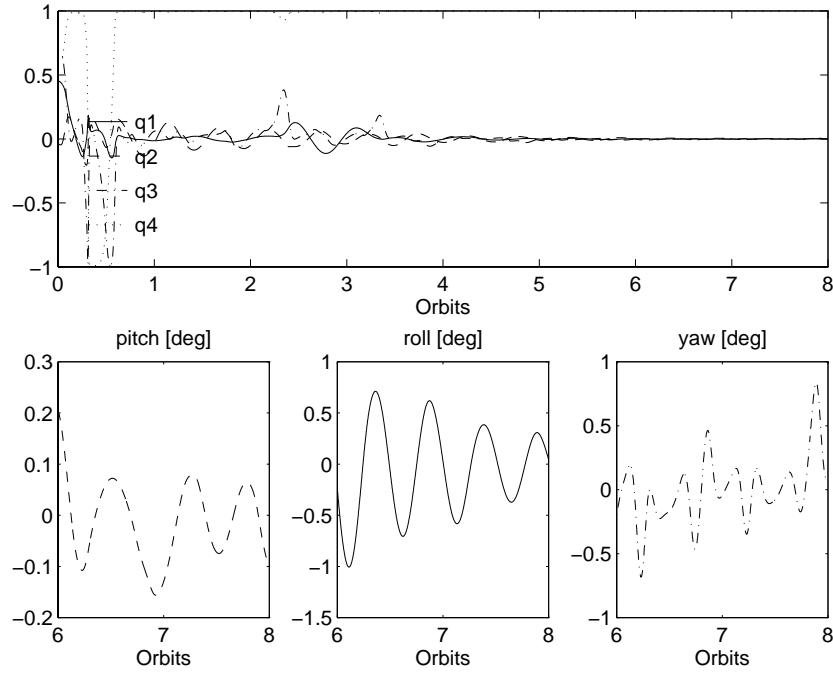 1
0.5
0
−0.5
−1
q1
q2
q3
q4
0 1 2 3 4 5 6 7 8
Orbits
pitch [deg]
0.3
0.2
0.1
0
−0.1
−0.2
6 7 8
Orbits
roll [deg]
1
0.5
0
−0.5
−1
−1.5
6 7 8
Orbits
yaw [deg]
1
0.5
0
−0.5
−1
6 7 8
Orbits